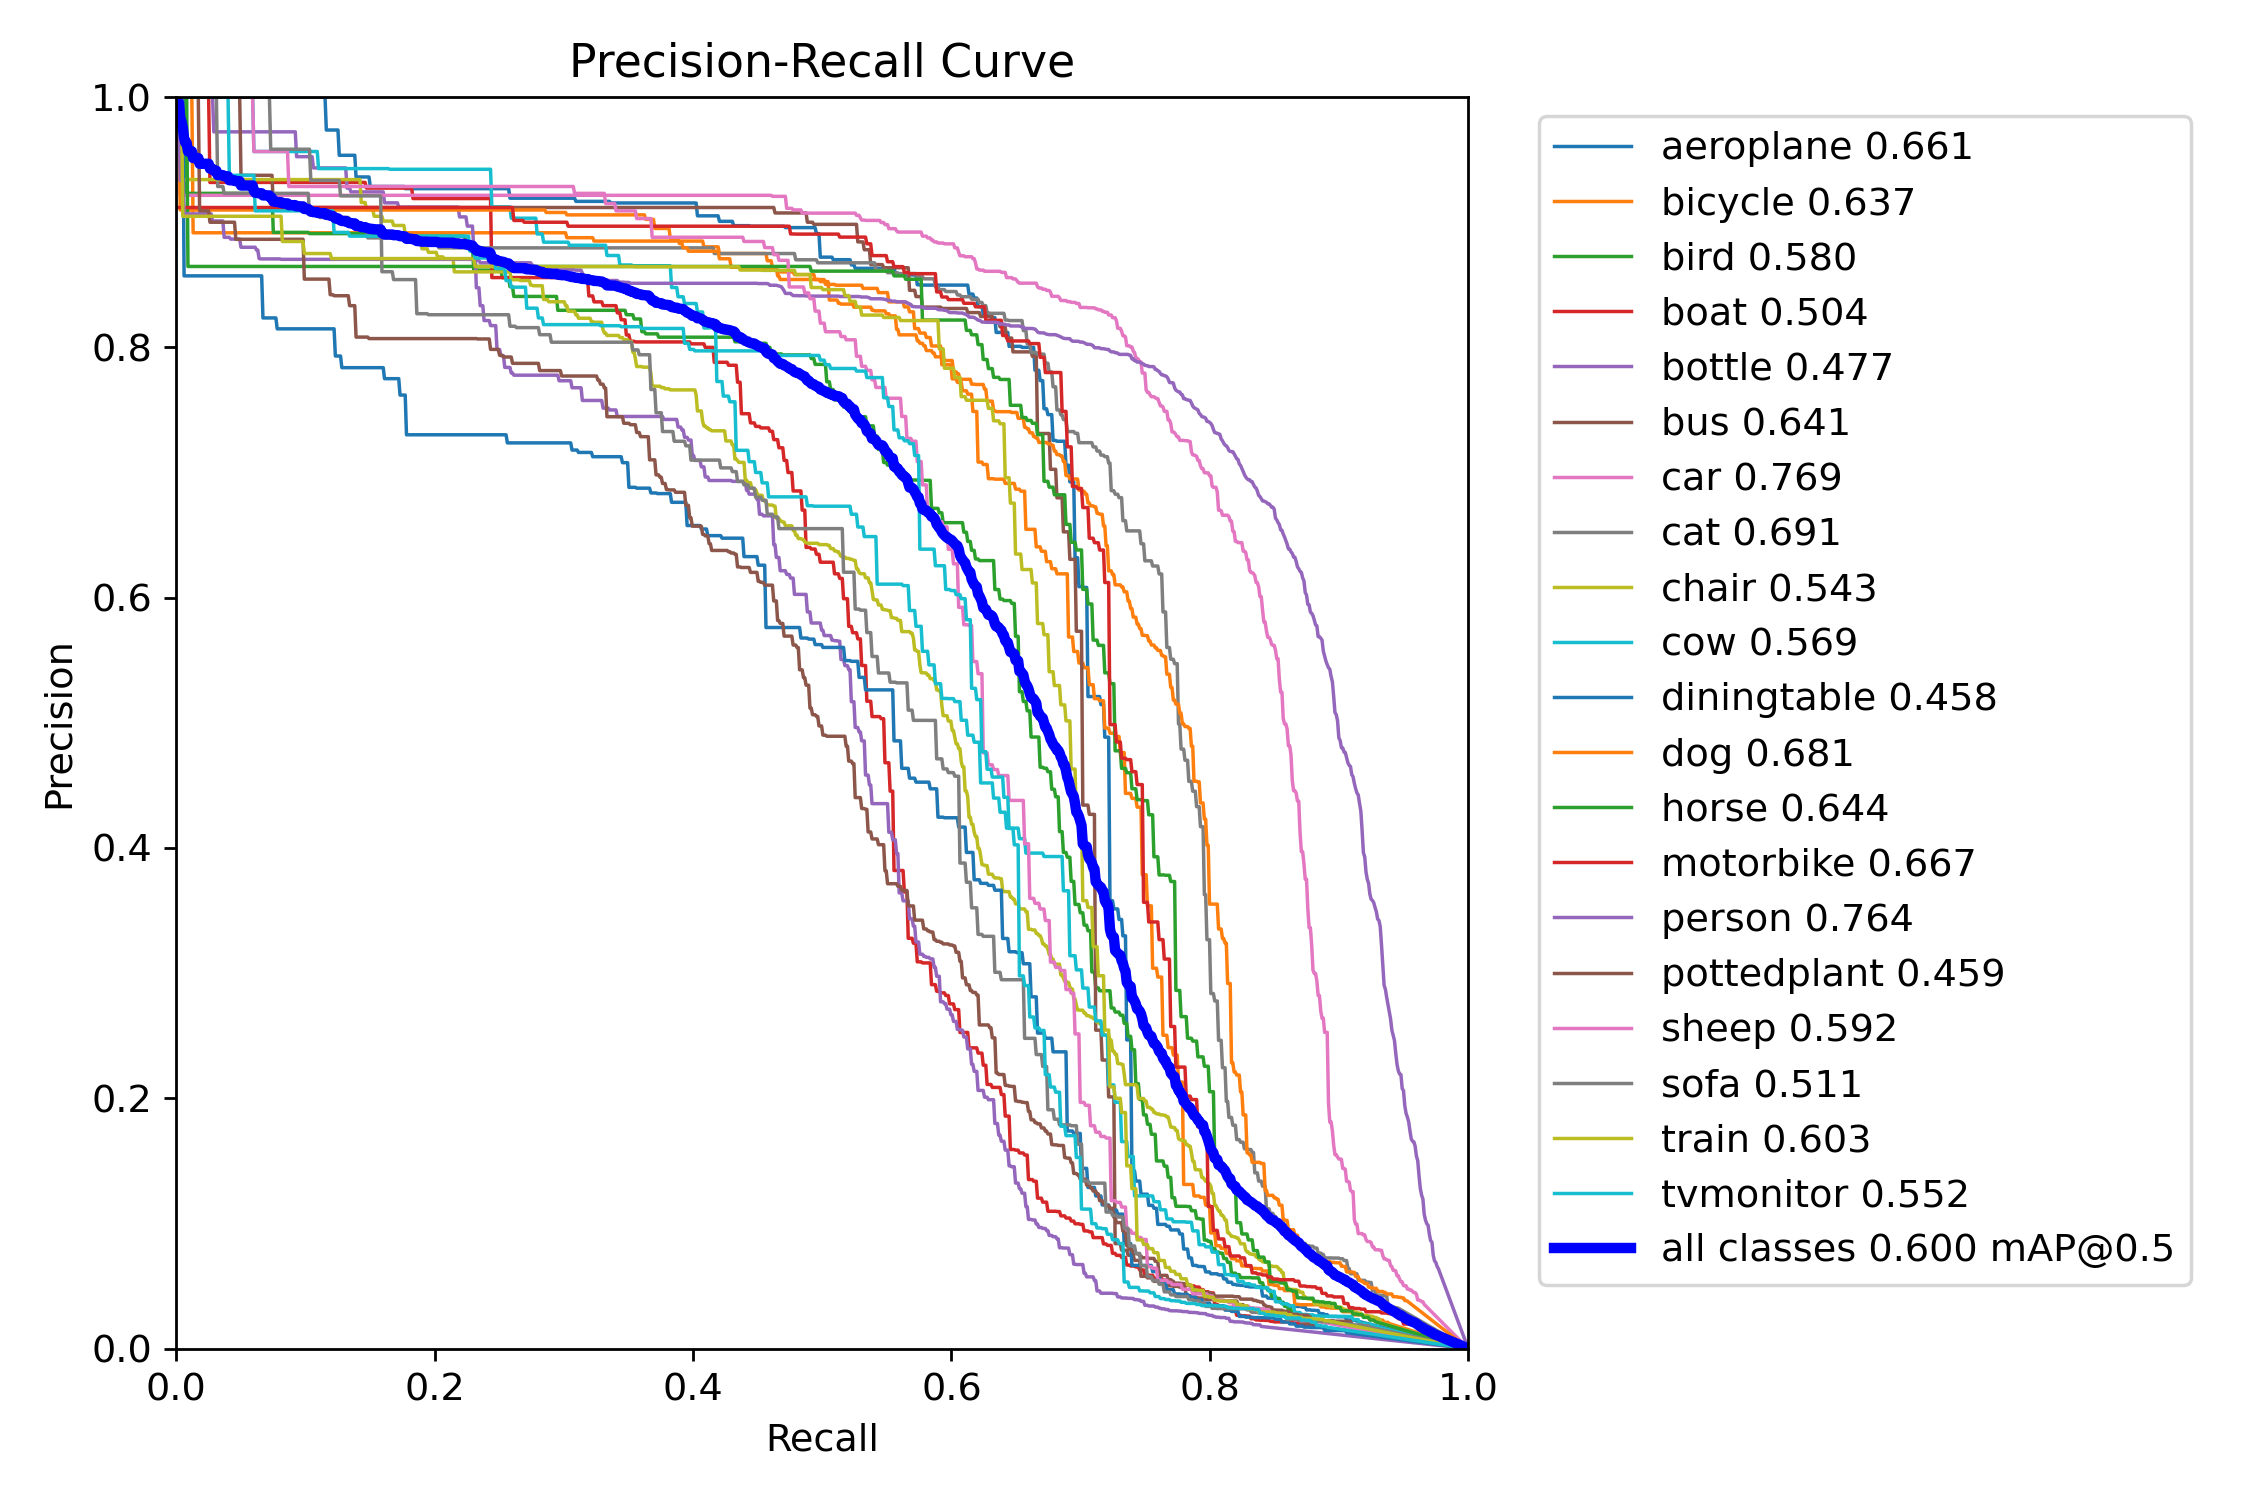 Precision-Recall Curve
1.0
0.8
0.6
0.4
0.2
0.0
Precision
0.0 0.2 0.4 0.6 0.8 1.0
Recall
aeroplane 0.661
bicycle 0.637
bird 0.580
boat 0.504
bottle 0.477
bus 0.641
car 0.769
cat 0.691
chair 0.543
cow 0.569
diningtable 0.458
dog 0.681
horse 0.644
motorbike 0.667
person 0.764
pottedplant 0.459
sheep 0.592
sofa 0.511
train 0.603
tvmonitor 0.552
all classes 0.600 mAP@0.5